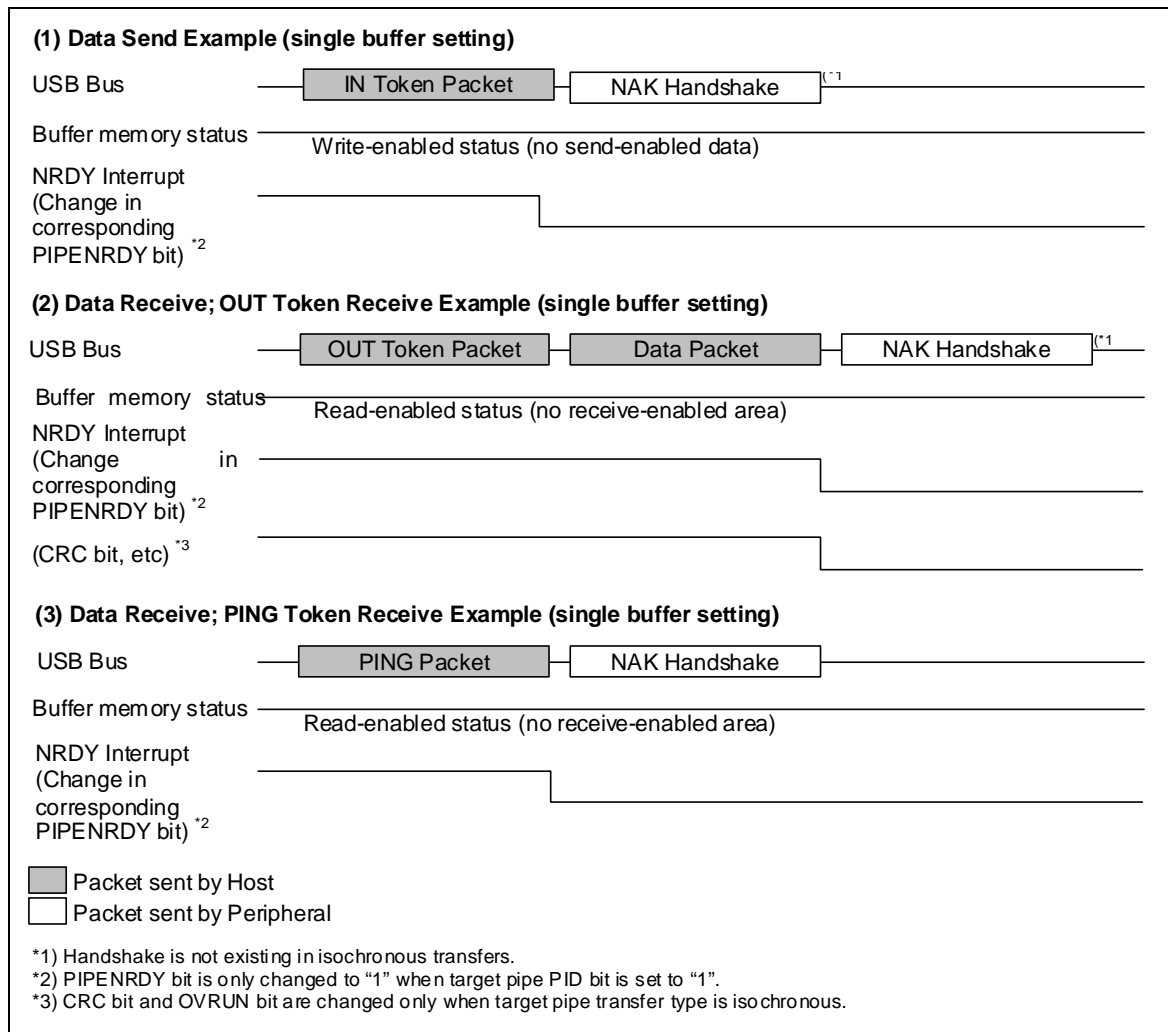 (1) Data Send Example (single buffer setting)
USB Bus
IN Token Packet
NAK Handshake
(*1
Buffer memory status
Write-enabled status (no send-enabled data)
NRDY Interrupt
(Change in
corresponding
PIPENRDY bit) *2
(2) Data Receive; OUT Token Receive Example (single buffer setting)
USB Bus
OUT Token Packet
Data Packet
NAK Handshake
(*1
Buffer memory status
Read-enabled status (no receive-enabled area)
NRDY Interrupt
(Change in
corresponding
PIPENRDY bit) *2
(CRC bit, etc) *3
(3) Data Receive; PING Token Receive Example (single buffer setting)
USB Bus
PING Packet
NAK Handshake
Buffer memory status
Read-enabled status (no receive-enabled area)
NRDY Interrupt
(Change in
corresponding
PIPENRDY bit) *2
Packet sent by Host
Packet sent by Peripheral
*1) Handshake is not existing in isochronous transfers.
*2) PIPENRDY bit is only changed to “1” when target pipe PID bit is set to “1”.
*3) CRC bit and OVRUN bit are changed only when target pipe transfer type is isochronous.